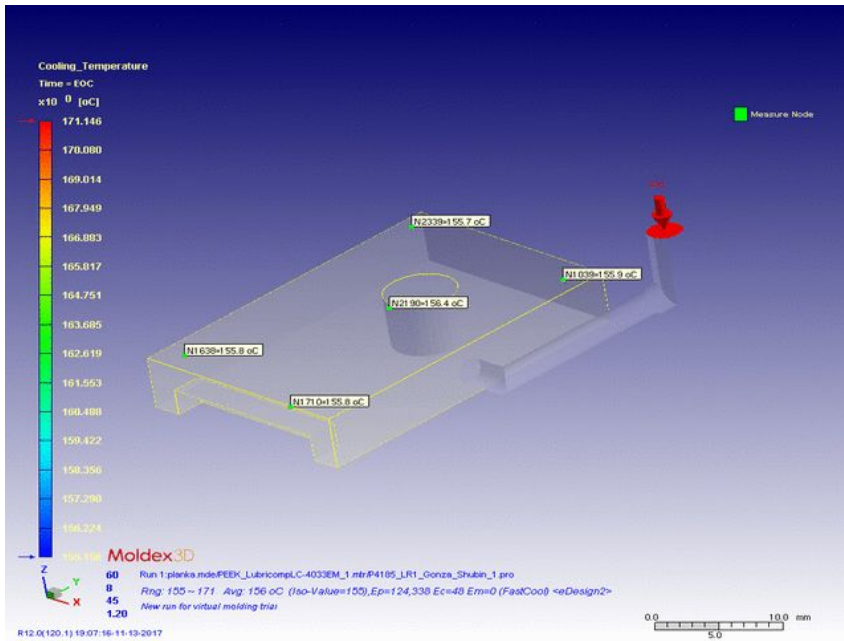 Cooling_Temperature
Time = EOC
x10 0 [oC]
171.146
170.080
169.014
167.949
166.883
165.817
164.751
163.685
162.619
161.553
160.488
159.422
158.356
157.290
156.224
Measure Node
N2339=155.7 oC
N1039=155.9 oC
N2190=156.4 oC
N1638=155.8 oC
N1710=155.8 oC
Moldex3D
Z
Y
X
60
8
45
1.20
Run 1:planka.mde/PEEK_LubricompLC-4033EM_1.mtr/P4185_LR1_Gonza_Shubin_1.pro
Rng: 155 ~ 171 Avg: 156 oC (Iso-Value=155),Ep=124,338 Ec=48 Em=0 (FastCool) <eDesign2>
New run for virtual molding trial
0.0
10.0 mm
5.0
R12.0(120.1) 19:07:16-11-13-2017